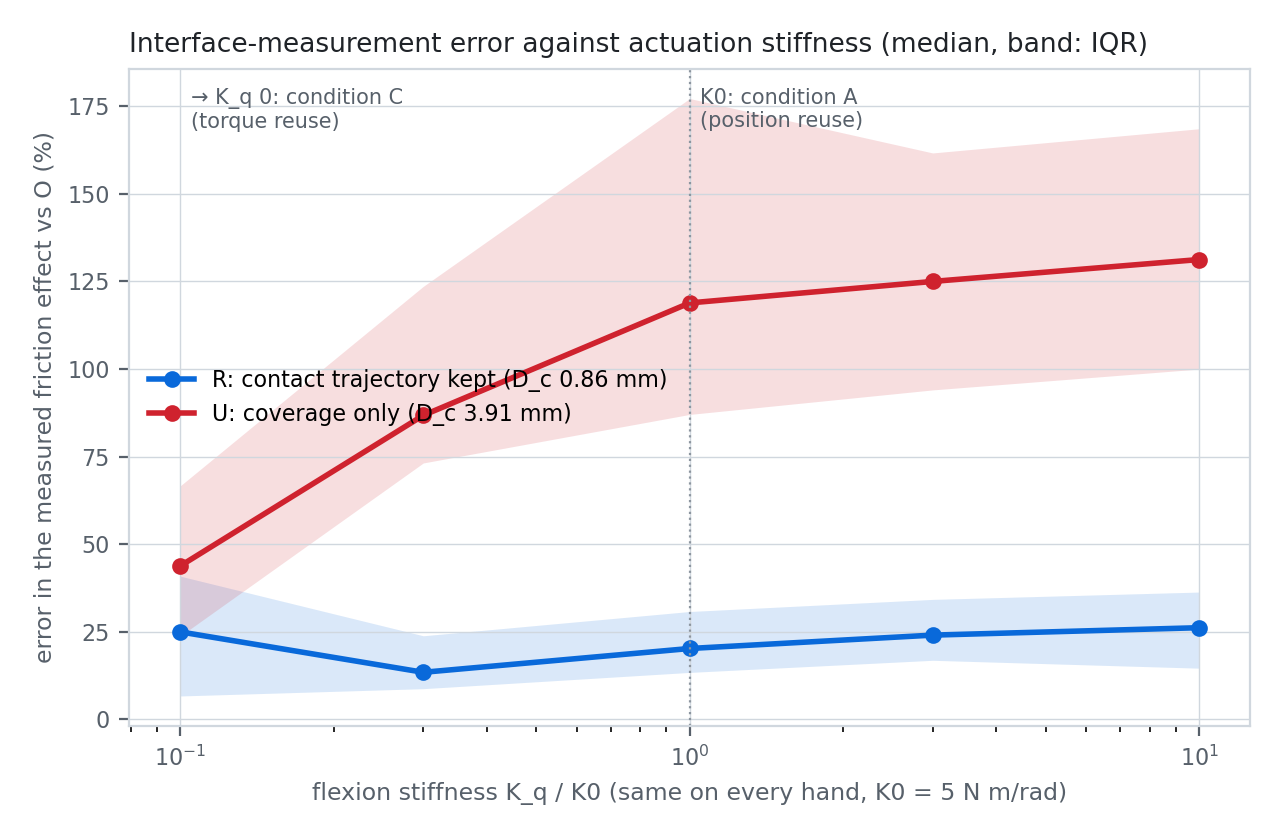 Interface-measurement error against actuation stiffness (median, band: IQR)
→ K_q 0: condition C
(torque reuse)
K0: condition A
(position reuse)
error in the measured friction effect vs O (%)
175
150
125
100
75
50
25
0
R: contact trajectory kept (D_c 0.86 mm)
U: coverage only (D_c 3.91 mm)
10⁻¹
10⁰
10¹
flexion stiffness K_q / K0 (same on every hand, K0 = 5 N m/rad)